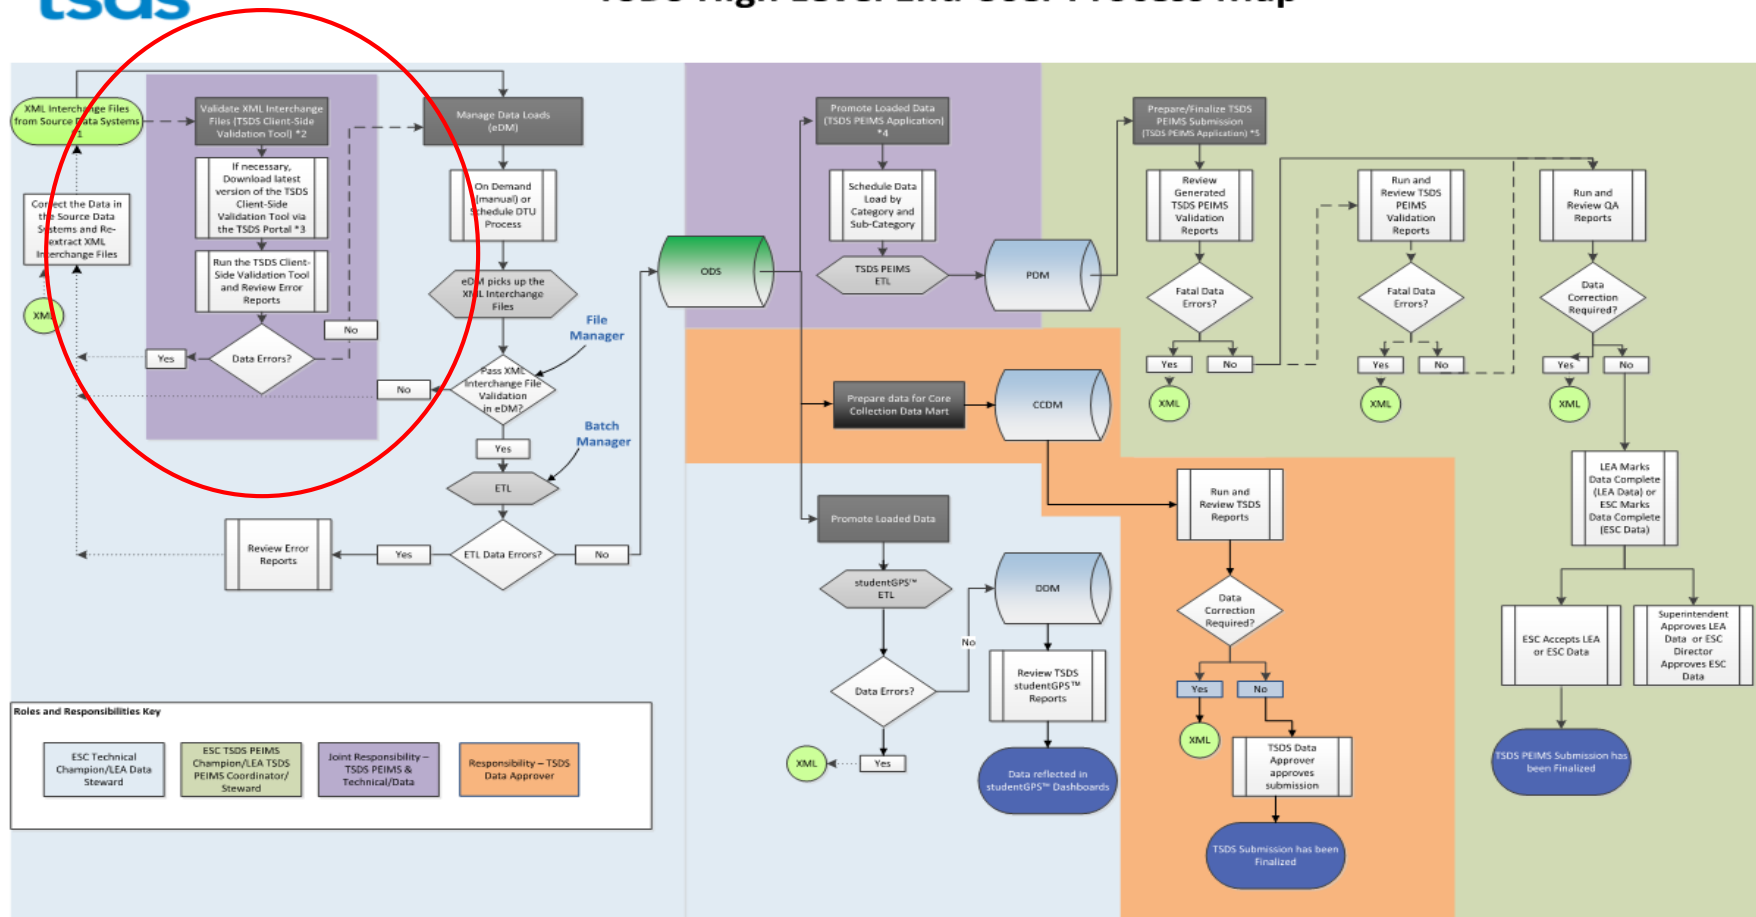 tsds
TSDS High Level End User Process Map
XML Interchange Files
from Source Data Systems
*1
Validate XML Interchange
Files (TSDS Client-Side
Validation Tool) *2
If necessary,
Download latest
version of the TSDS
Client-Side
Validation Tool via
the TSDS Portal *3
Run the TSDS Client-
Side Validation Tool
and Review Error
Reports
Data Errors?
Yes
No
Correct the Data in
the Source Data
Systems and Re-
extract XML
Interchange Files
XML
Manage Data Loads
(eDM)
On Demand
(manual) or
Schedule DTU
Process
eDM picks up the
XML Interchange
Files
File
Manager
Pass XML
Interchange File
Validation
in eDM?
No
Yes
Batch
Manager
ETL
ETL Data Errors?
Yes
No
Review Error
Reports
ODS
Promote Loaded Data
(TSDS PEIMS Application)
*4
Schedule Data
Load by
Category and
Sub-Category
TSDS PEIMS
ETL
PDM
Prepare data for Core
Collection Data Mart
CCDM
Promote Loaded Data
studentGPS™
ETL
Data Errors?
No
Yes
XML
DDM
Review TSDS
studentGPS™
Reports
Data reflected in
studentGPS™ Dashboards
Prepare/Finalize TSDS
PEIMS Submission
(TSDS PEIMS Application) *5
Review
Generated
TSDS PEIMS
Validation
Reports
Fatal Data
Errors?
Yes
No
XML
Run and
Review TSDS
PEIMS
Validation
Reports
Fatal Data
Errors?
Yes
No
XML
Run and
Review QA
Reports
Data
Correction
Required?
Yes
No
XML
LEA Marks
Data Complete
(LEA Data) or
ESC Marks
Data Complete
(ESC Data)
ESC Accepts LEA
or ESC Data
Superintendent
Approves LEA
Data or ESC
Director
Approves ESC
Data
TSDS PEIMS Submission has
been Finalized
Run and
Review TSDS
Reports
Data
Correction
Required?
Yes
No
XML
TSDS Data
Approver
approves
submission
TSDS Submission has been
Finalized
Roles and Responsibilities Key
ESC Technical
Champion/LEA Data
Steward
ESC TSDS PEIMS
Champion/LEA TSDS
PEIMS Coordinator/
Steward
Joint Responsibility –
TSDS PEIMS &
Technical/Data
Responsibility – TSDS
Data Approver